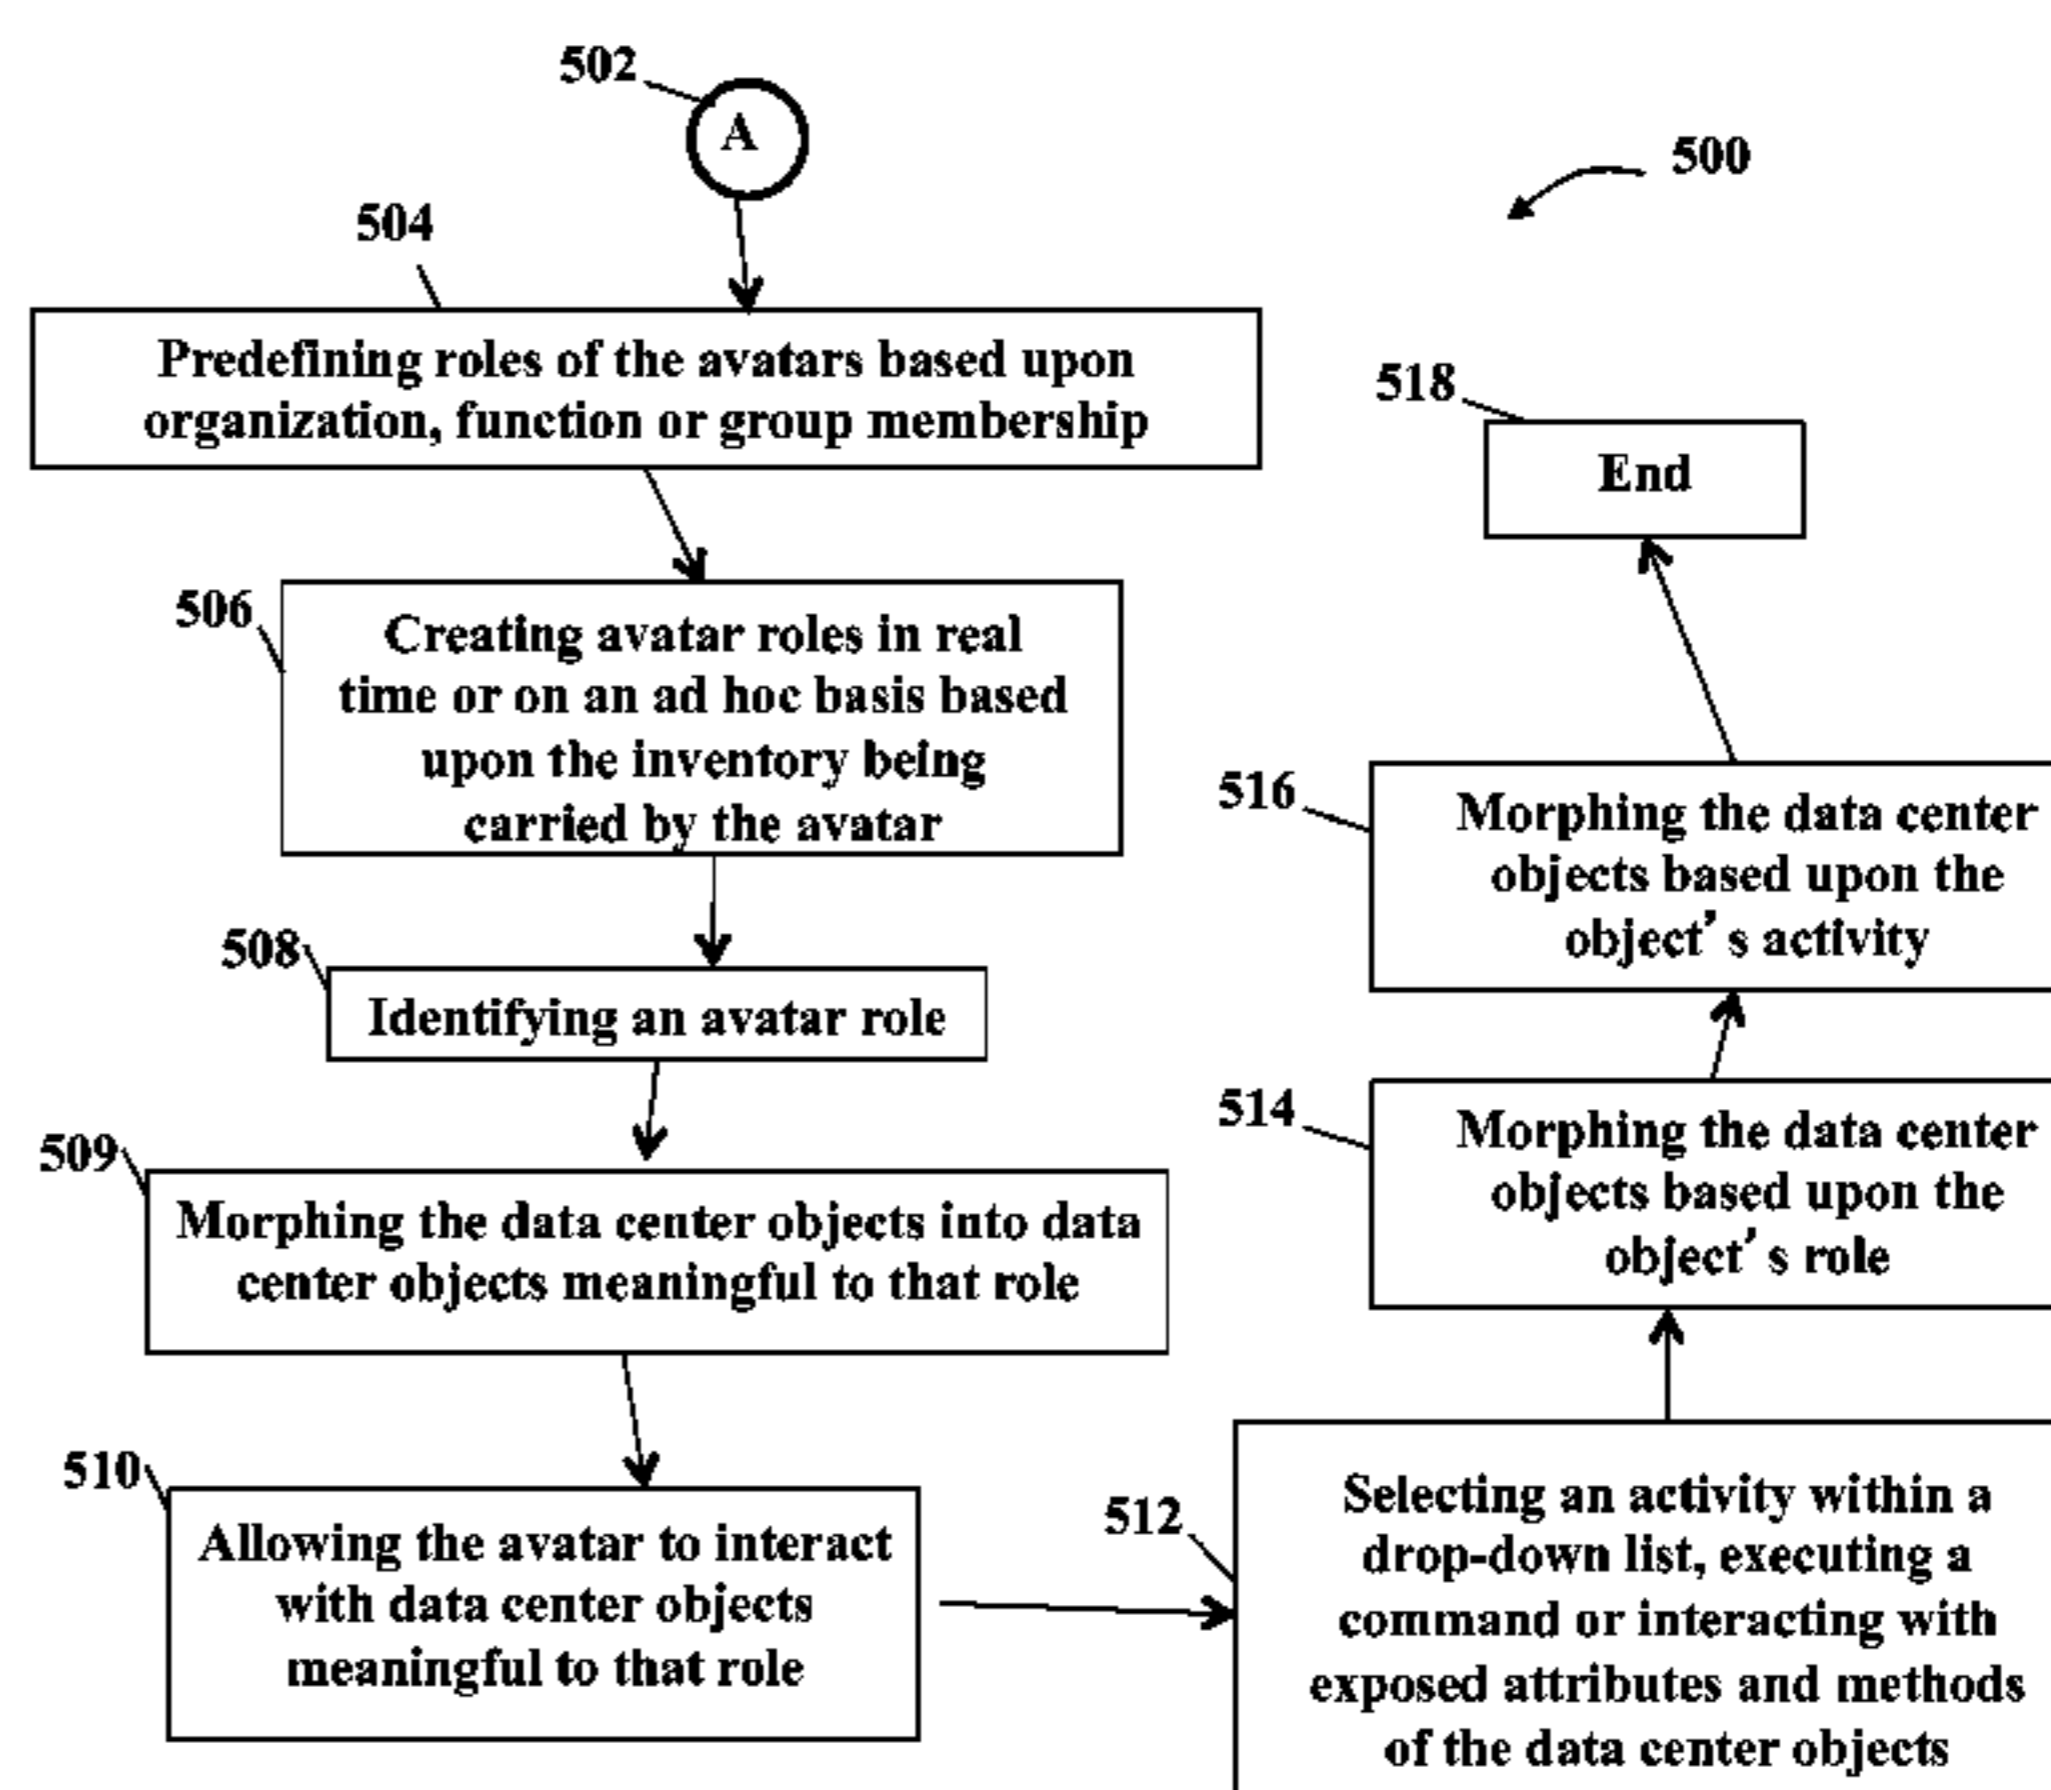 502
A
500
504
Predefining roles of the avatars based upon
organization, function or group membership
506
Creating avatar roles in real
time or on an ad hoc basis based
upon the inventory being
carried by the avatar
508
Identifying an avatar role
509
Morphing the data center objects into data
center objects meaningful to that role
510
Allowing the avatar to interact
with data center objects
meaningful to that role
512
Selecting an activity within a
drop-down list, executing a
command or interacting with
exposed attributes and methods
of the data center objects
514
Morphing the data center
objects based upon the
object's role
516
Morphing the data center
objects based upon the
object's activity
518
End